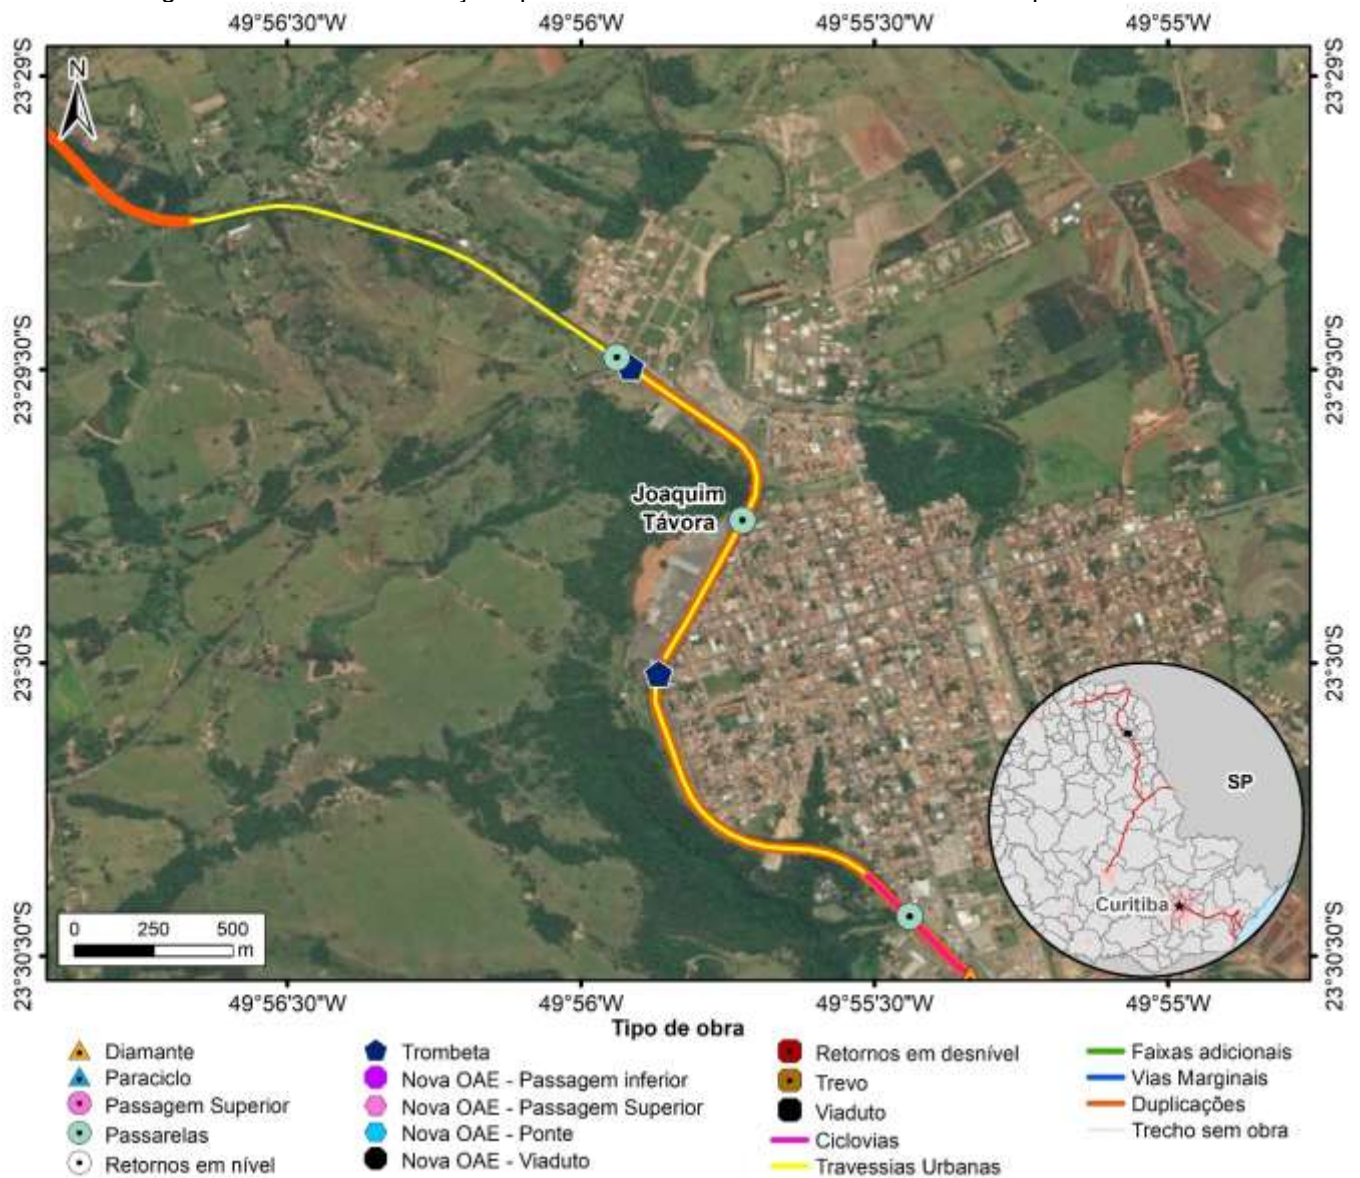 49°56'30"W 49°56'W 49°55'30"W 49°55'W
23°29'S 23°29'S
N
23°29'30"S 23°29'30"S
Joaquim
Távora
23°30'S 23°30'S
SP
Curitiba
0 250 500
m
23°30'30"S 23°30'30"S
49°56'30"W 49°56'W 49°55'30"W 49°55'W
Tipo de obra
Diamante
Paraciclo
Passagem Superior
Passarelas
Retornos em nível
Trombeta
Nova OAE - Passagem inferior
Nova OAE - Passagem Superior
Nova OAE - Ponte
Nova OAE - Viaduto
Retornos em desnível
Trevo
Viaduto
Ciclovias
Travessias Urbanas
Faixas adicionais
Vias Marginais
Duplicações
Trecho sem obra